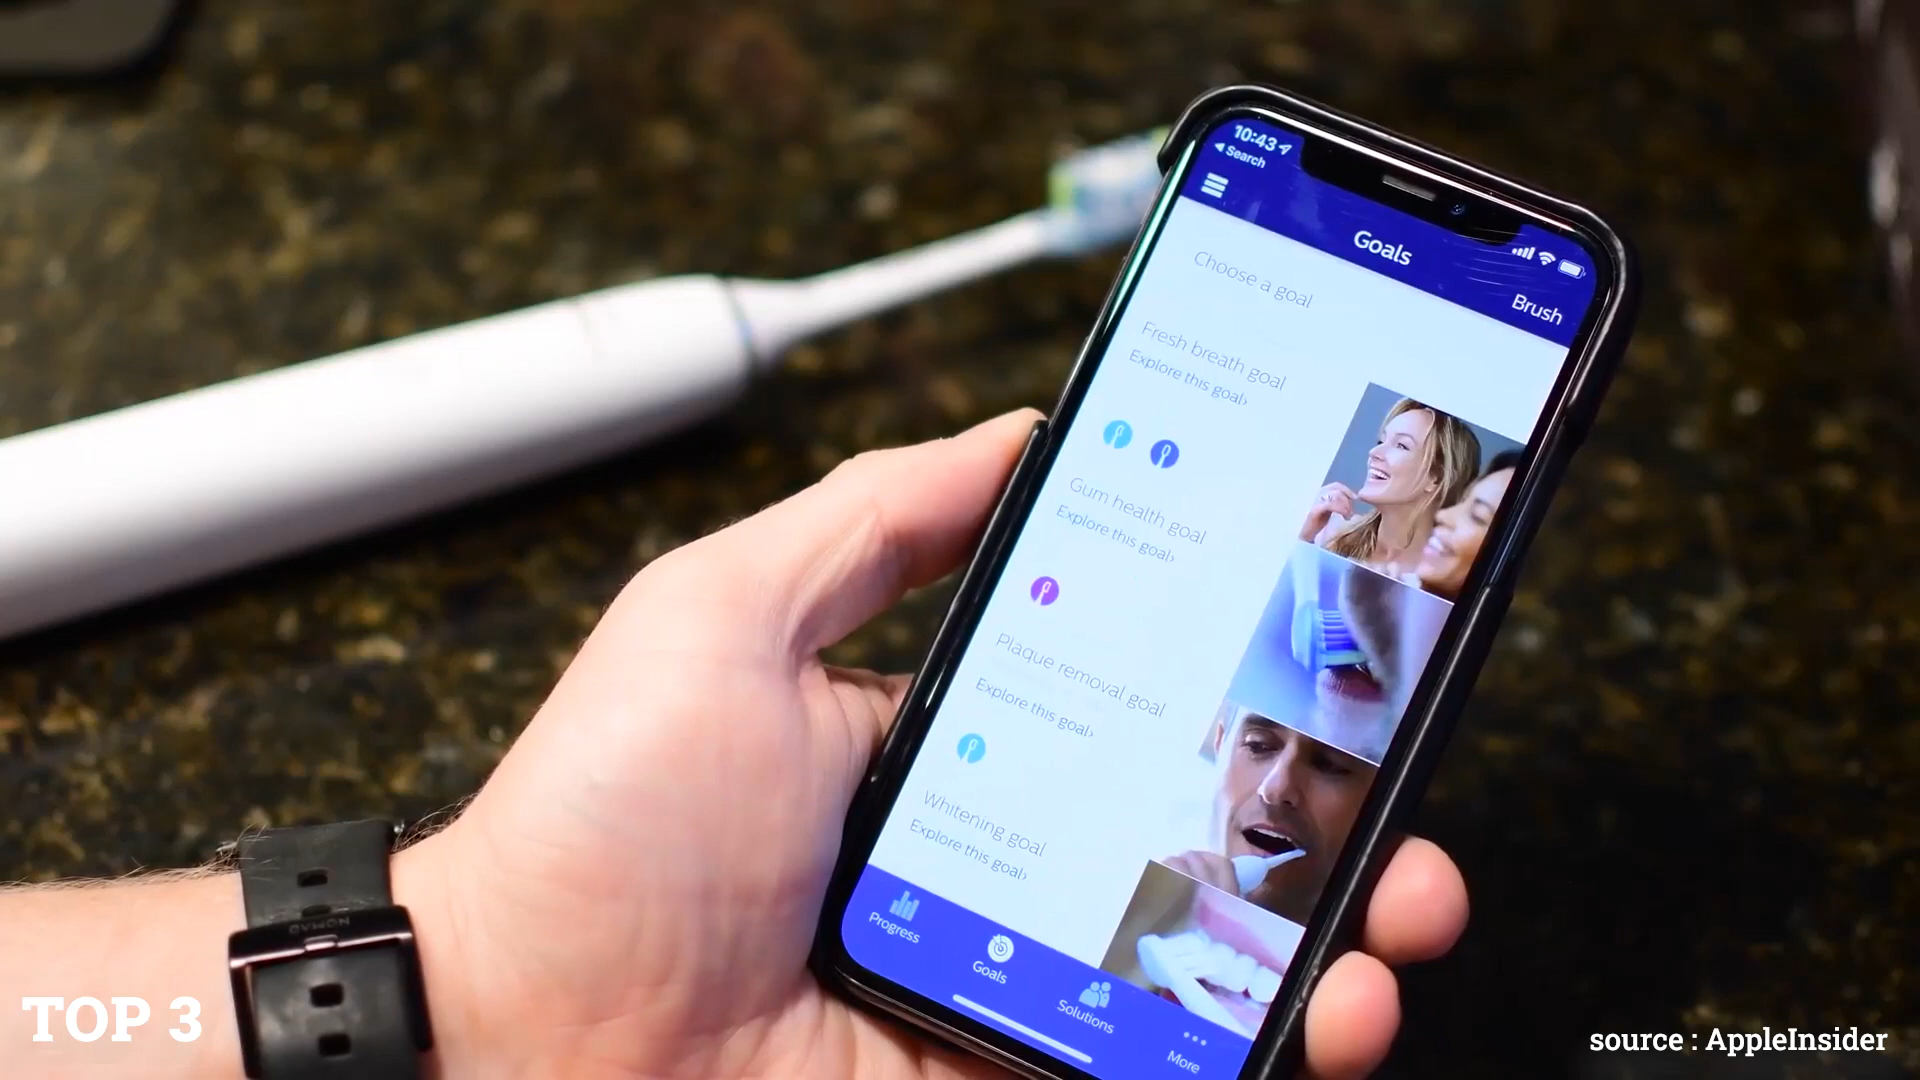 10:43
Search
Goals
Brush
Choose a goal
Fresh breath goal
Explore this goal›
Gum health goal
Explore this goal›
Plaque removal goal
Explore this goal›
Whitening goal
Explore this goal›
Progress
Goals
Solutions
More
NOMAD
TOP 3
source : AppleInsider